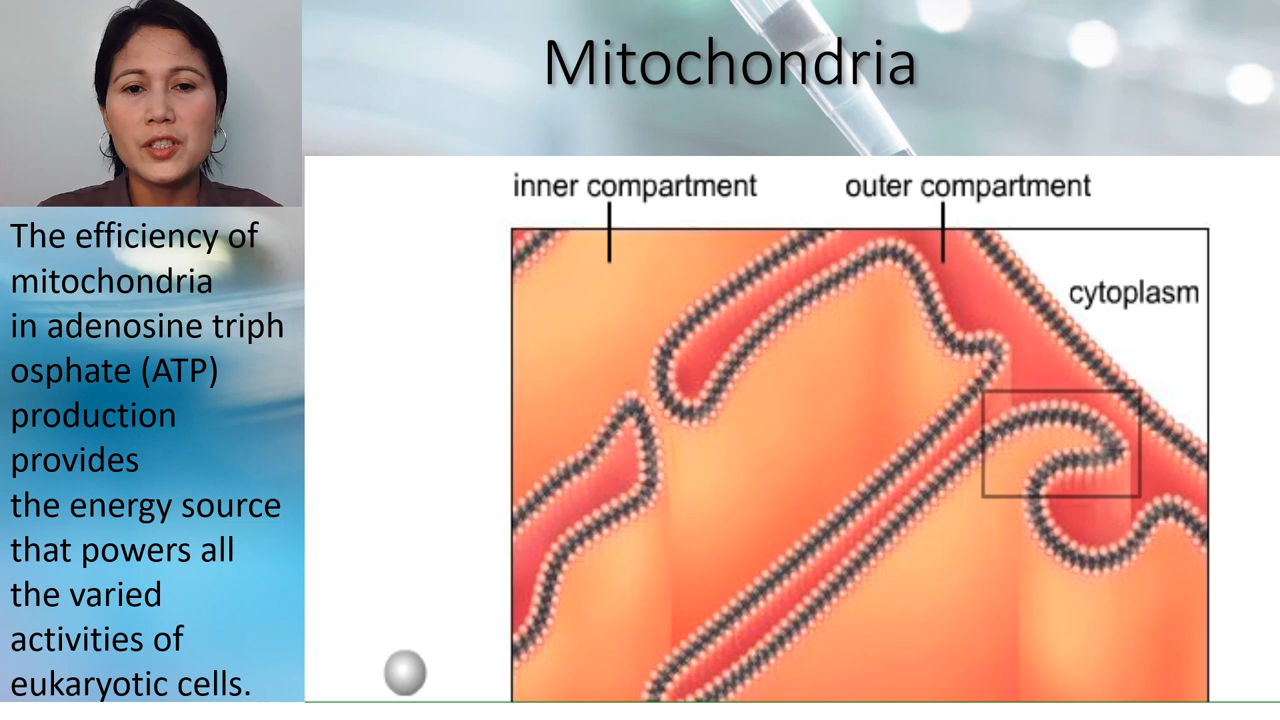 Mitochondria
inner compartment
outer compartment
cytoplasm
The efficiency of
mitochondria
in adenosine triph
osphate (ATP)
production
provides
the energy source
that powers all
the varied
activities of
eukaryotic cells.